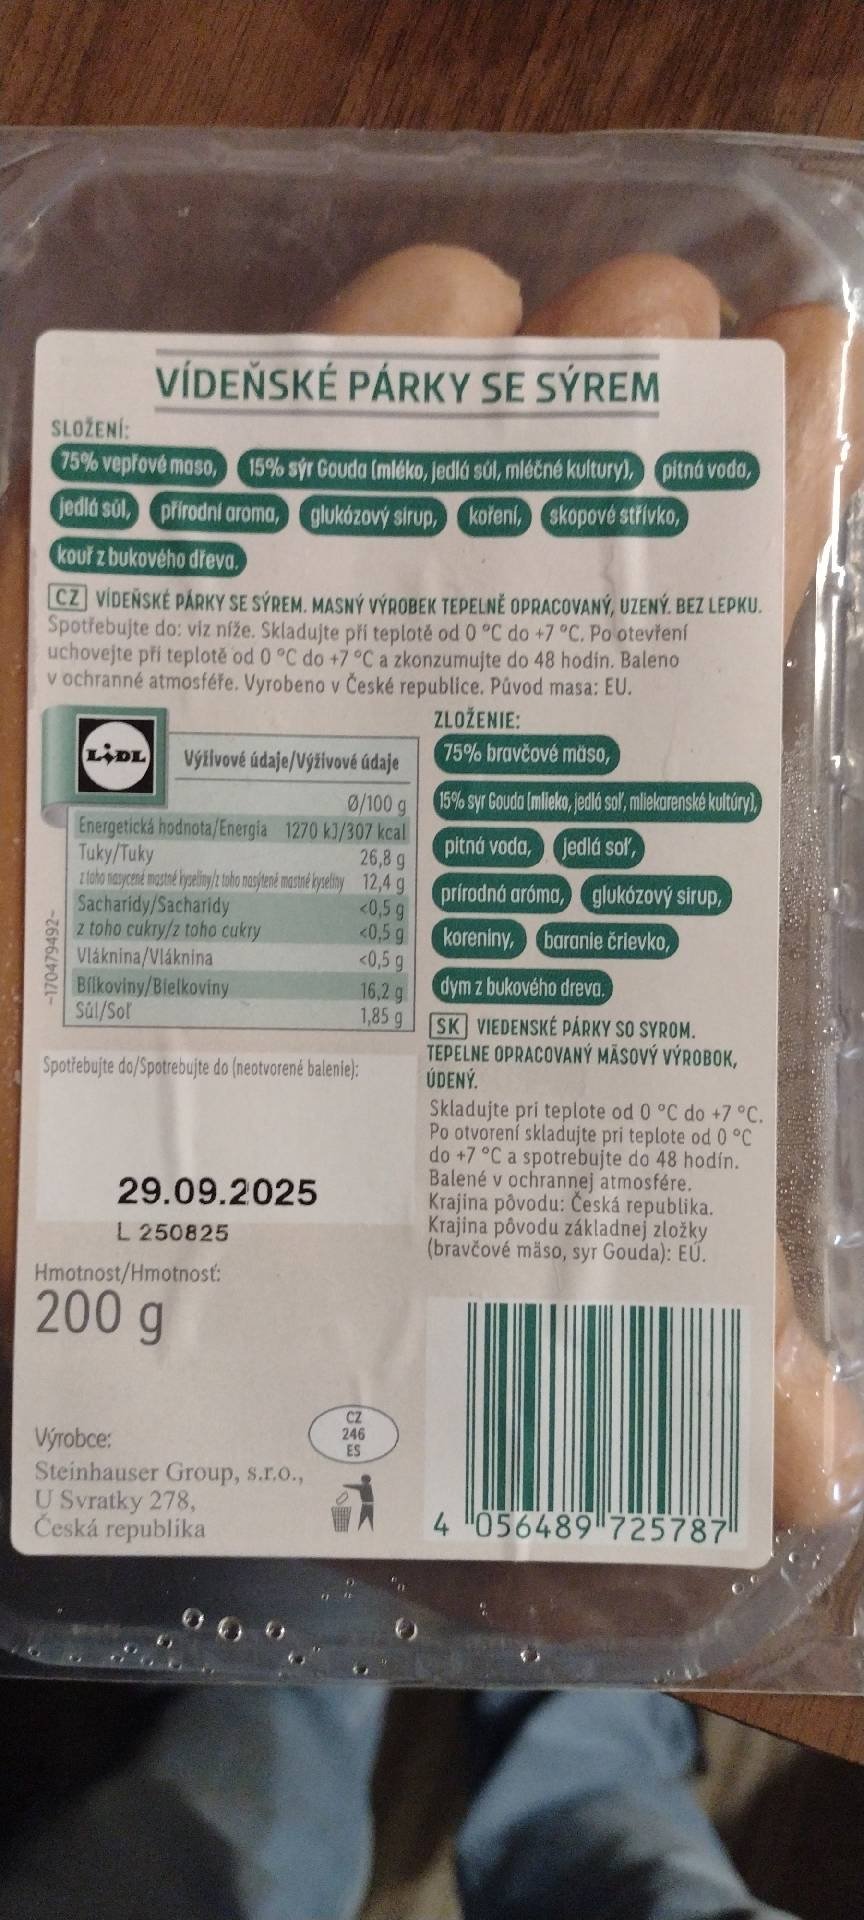 VÍDEŇSKÉ PÁRKY SE SÝREM
SLOŽENÍ:
75% vepřové maso, 15% sýr Gouda (mléko, jedlá sůl, mléčné kultury), pitná voda,
jedlá sůl, přírodní aroma, glukózový sirup, koření, skopové střívko,
kouř z bukového dřeva.
CZ VÍDEŇSKÉ PÁRKY SE SÝREM. MASNÝ VÝROBEK TEPELNĚ OPRACOVANÝ, UZENÝ. BEZ LEPKU.
Spotřebujte do: viz níže. Skladujte při teplotě od 0 °C do +7 °C. Po otevření
uchovejte při teplotě od 0 °C do +7 °C a zkonzumujte do 48 hodin. Baleno
v ochranné atmosféře. Vyrobeno v České republice. Původ masa: EU.
LIDL
Výživové údaje/Výživové údaje
Ø/100 g
Energetická hodnota/Energia 1270 kJ/307 kcal
Tuky/Tuky 26,8 g
z toho nasycené mastné kyseliny/z toho nasýtené mastné kyseliny 12,4 g
Sacharidy/Sacharidy <0,5 g
z toho cukry/z toho cukry <0,5 g
Vláknina/Vláknina <0,5 g
Bílkoviny/Bielkoviny 16,2 g
Sůl/Soľ 1,85 g
-170479492-
ZLOŽENIE:
75% bravčové mäso,
15% syr Gouda (mlieko, jedlá soľ, mliekarenské kultúry),
pitná voda, jedlá soľ,
prírodná aróma, glukózový sirup,
koreniny, baranie črievko,
dym z bukového dreva.
SK VIEDENSKÉ PÁRKY SO SYROM.
TEPELNE OPRACOVANÝ MÄSOVÝ VÝROBOK,
ÚDENÝ.
Skladujte pri teplote od 0 °C do +7 °C.
Po otvorení skladujte pri teplote od 0 °C
do +7 °C a spotrebujte do 48 hodín.
Balené v ochrannej atmosfére.
Krajina pôvodu: Česká republika.
Krajina pôvodu základnej zložky
(bravčové mäso, syr Gouda): EÚ.
Spotřebujte do/Spotrebujte do (neotvorené balenie):
29.09.2025
L 250825
Hmotnost/Hmotnosť:
200 g
Výrobce:
Steinhauser Group, s.r.o.,
U Svratky 278,
Česká republika
CZ
246
ES
4 056489 725787